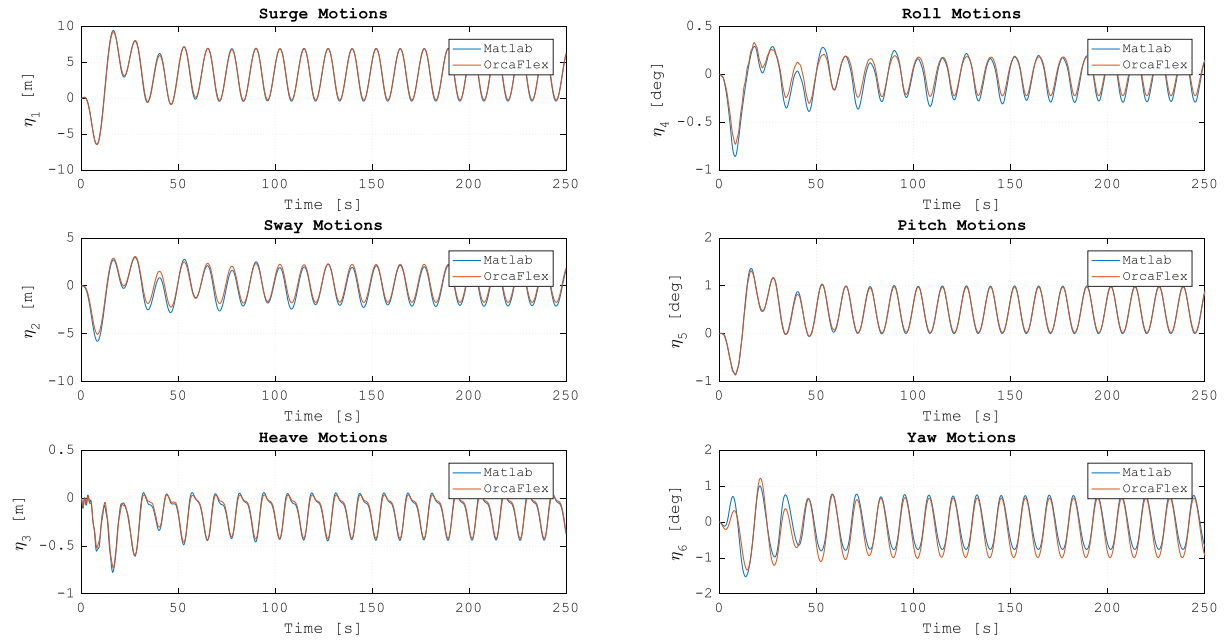 Surge Motions
10
5
0
-5
-10
η1 [m]
Matlab
OrcaFlex
0 50 100 150 200 250
Time [s]
Roll Motions
0.5
0
-0.5
-1
η4 [deg]
Matlab
OrcaFlex
0 50 100 150 200 250
Time [s]
Sway Motions
5
0
-5
-10
η2 [m]
Matlab
OrcaFlex
0 50 100 150 200 250
Time [s]
Pitch Motions
2
1
0
-1
η5 [deg]
Matlab
OrcaFlex
0 50 100 150 200 250
Time [s]
Heave Motions
0.5
0
-0.5
-1
η3 [m]
Matlab
OrcaFlex
0 50 100 150 200 250
Time [s]
Yaw Motions
2
1
0
-1
-2
η6 [deg]
Matlab
OrcaFlex
0 50 100 150 200 250
Time [s]